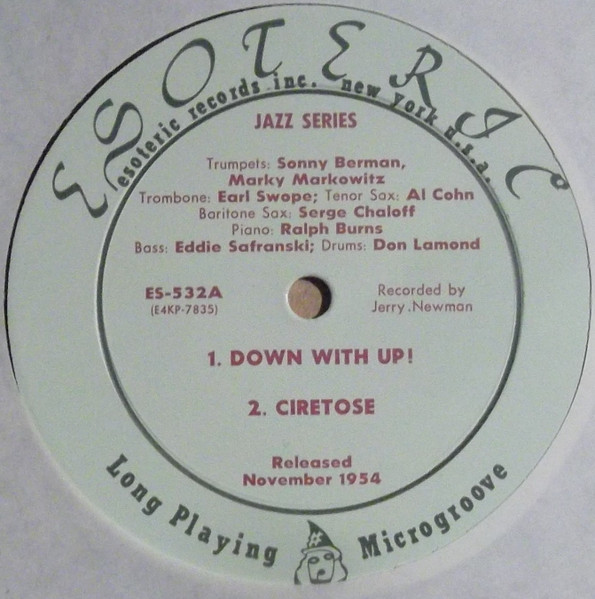 ESOTERIC
esoteric records inc. new york u.s.a.
JAZZ SERIES
Trumpets: Sonny Berman,
Marky Markowitz
Trombone: Earl Swope; Tenor Sax: Al Cohn
Baritone Sax: Serge Chaloff
Piano: Ralph Burns
Bass: Eddie Safranski; Drums: Don Lamond
ES-532A
(E4KP-7835)
Recorded by
Jerry Newman
1. DOWN WITH UP!
2. CIRETOSE
Released
November 1954
Long Playing Microgroove